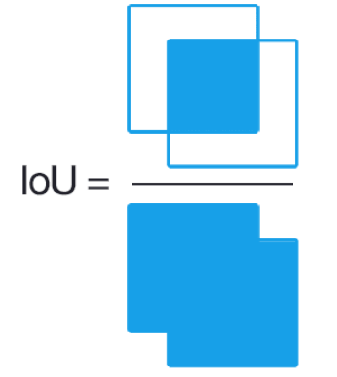 IoU =